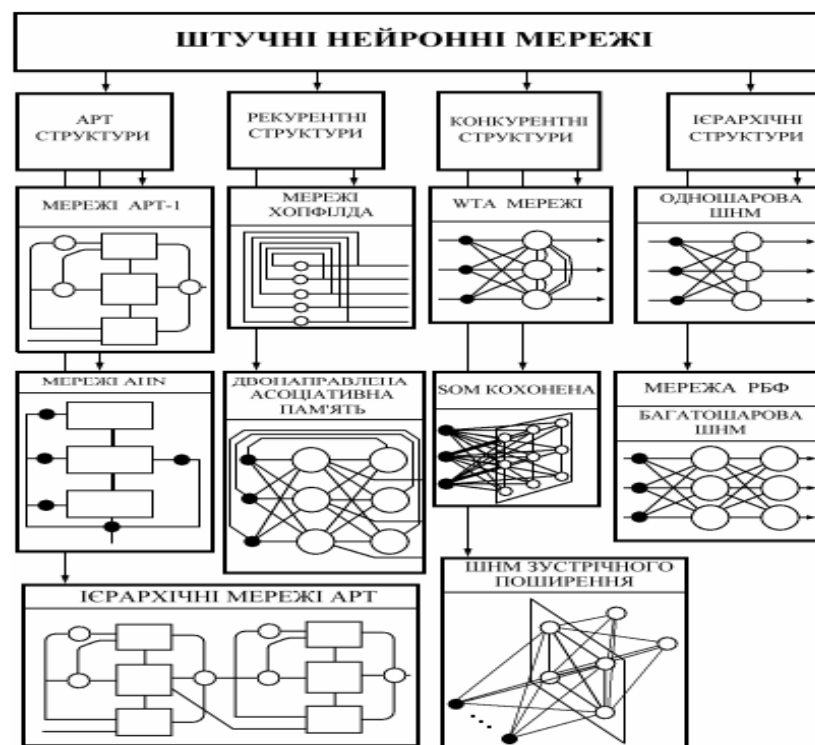 ШТУЧНІ НЕЙРОННІ МЕРЕЖІ
АРТ
СТРУКТУРИ
РЕКУРЕНТНІ
СТРУКТУРИ
КОНКУРЕНТНІ
СТРУКТУРИ
ІЄРАРХІЧНІ
СТРУКТУРИ
МЕРЕЖІ АРТ-1
МЕРЕЖІ
ХОПФІЛДА
WTA МЕРЕЖІ
ОДНОШАРОВА
ШНМ
МЕРЕЖІ AПN
ДВОНАПРАВЛЕНА
АСОЦІАТИВНА
ПАМ'ЯТЬ
SOM КОХОНЕНА
МЕРЕЖА РБФ
БАГАТОШАРОВА
ШНМ
ІЄРАРХІЧНІ МЕРЕЖІ АРТ
ШНМ ЗУСТРІЧНОГО
ПОШИРЕННЯ